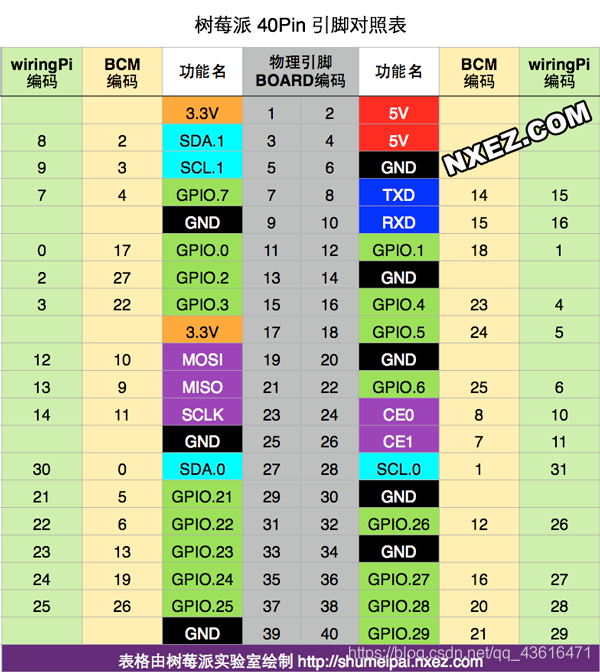 树莓派 40Pin 引脚对照表
wiringPi 编码 BCM 编码 功能名 物理引脚 BOARD编码 功能名 BCM 编码 wiringPi 编码
3.3V 1 2 5V
8 2 SDA.1 3 4 5V
9 3 SCL.1 5 6 GND
7 4 GPIO.7 7 8 TXD 14 15
GND 9 10 RXD 15 16
0 17 GPIO.0 11 12 GPIO.1 18 1
2 27 GPIO.2 13 14 GND
3 22 GPIO.3 15 16 GPIO.4 23 4
3.3V 17 18 GPIO.5 24 5
12 10 MOSI 19 20 GND
13 9 MISO 21 22 GPIO.6 25 6
14 11 SCLK 23 24 CE0 8 10
GND 25 26 CE1 7 11
30 0 SDA.0 27 28 SCL.0 1 31
21 5 GPIO.21 29 30 GND
22 6 GPIO.22 31 32 GPIO.26 12 26
23 13 GPIO.23 33 34 GND
24 19 GPIO.24 35 36 GPIO.27 16 27
25 26 GPIO.25 37 38 GPIO.28 20 28
GND 39 40 GPIO.29 21 29
表格由树莓派实验室绘制 http://shumeipai.nxez.com
NXEZ.COM
https://blog.csdn.net/qq_43616471